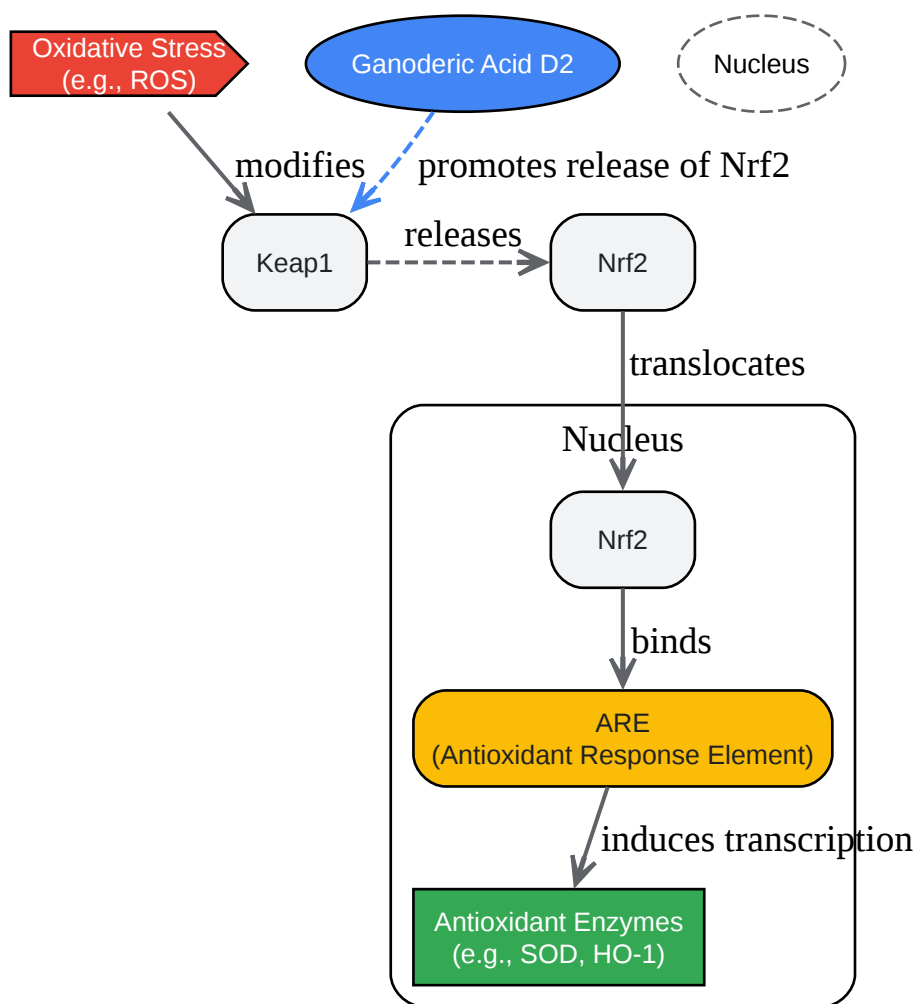 Oxidative Stress
(e.g., ROS)
Ganoderic Acid D2
Nucleus
modifies
promotes release of Nrf2
Keap1
releases
Nrf2
translocates
Nucleus
Nrf2
binds
ARE
(Antioxidant Response Element)
induces transcription
Antioxidant Enzymes
(e.g., SOD, HO-1)